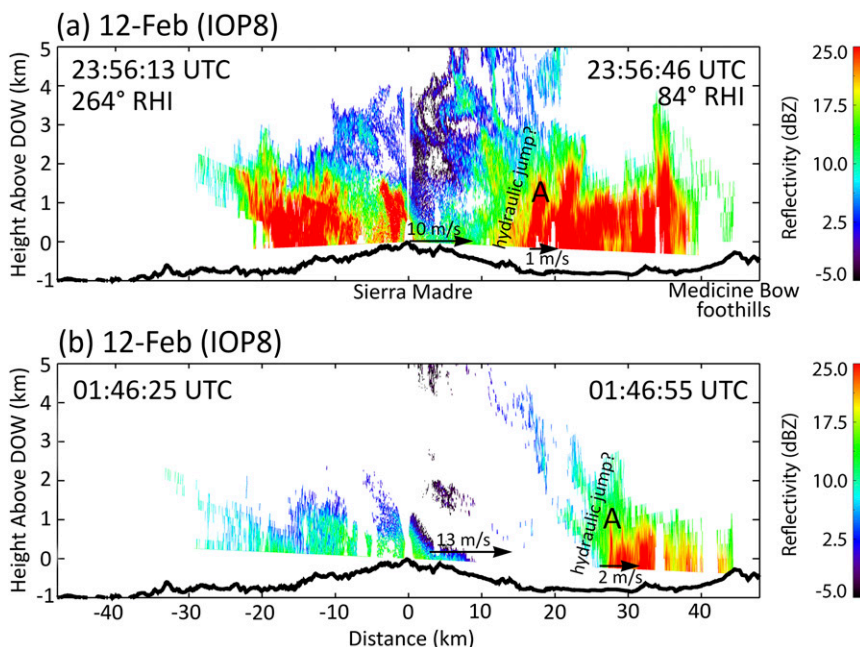 (a) 12-Feb (IOP8)
23:56:13 UTC
264° RHI
23:56:46 UTC
84° RHI
5
4
3
2
1
0
-1
Height Above DOW (km)
hydraulic jump?
A
10 m/s
1 m/s
Sierra Madre
Medicine Bow
foothills
25.0
17.5
10.0
2.5
-5.0
Reflectivity (dBZ)
(b) 12-Feb (IOP8)
01:46:25 UTC
01:46:55 UTC
5
4
3
2
1
0
-1
Height Above DOW (km)
hydraulic jump?
A
13 m/s
2 m/s
-40
-30
-20
-10
0
10
20
30
40
Distance (km)
25.0
17.5
10.0
2.5
-5.0
Reflectivity (dBZ)